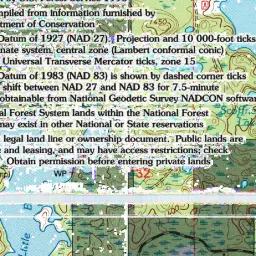 mpiled from information furnished by
tment of Conservation
Datum of 1927 (NAD 27). Projection and 10 000-foot ticks
nate system, central zone (Lambert conformal conic)
Universal Transverse Mercator ticks, zone 15
Datum of 1983 (NAD 83) is shown by dashed corner ticks
shift between NAD 27 and NAD 83 for 7.5-minute
obtainable from National Geodetic Survey NADCON softwar
al Forest System lands within the National Forest
may exist in other National or State reservations
legal land line or ownership document. Public lands are
and leasing, and may have access restrictions; check
Obtain permission before entering private lands
WP
32